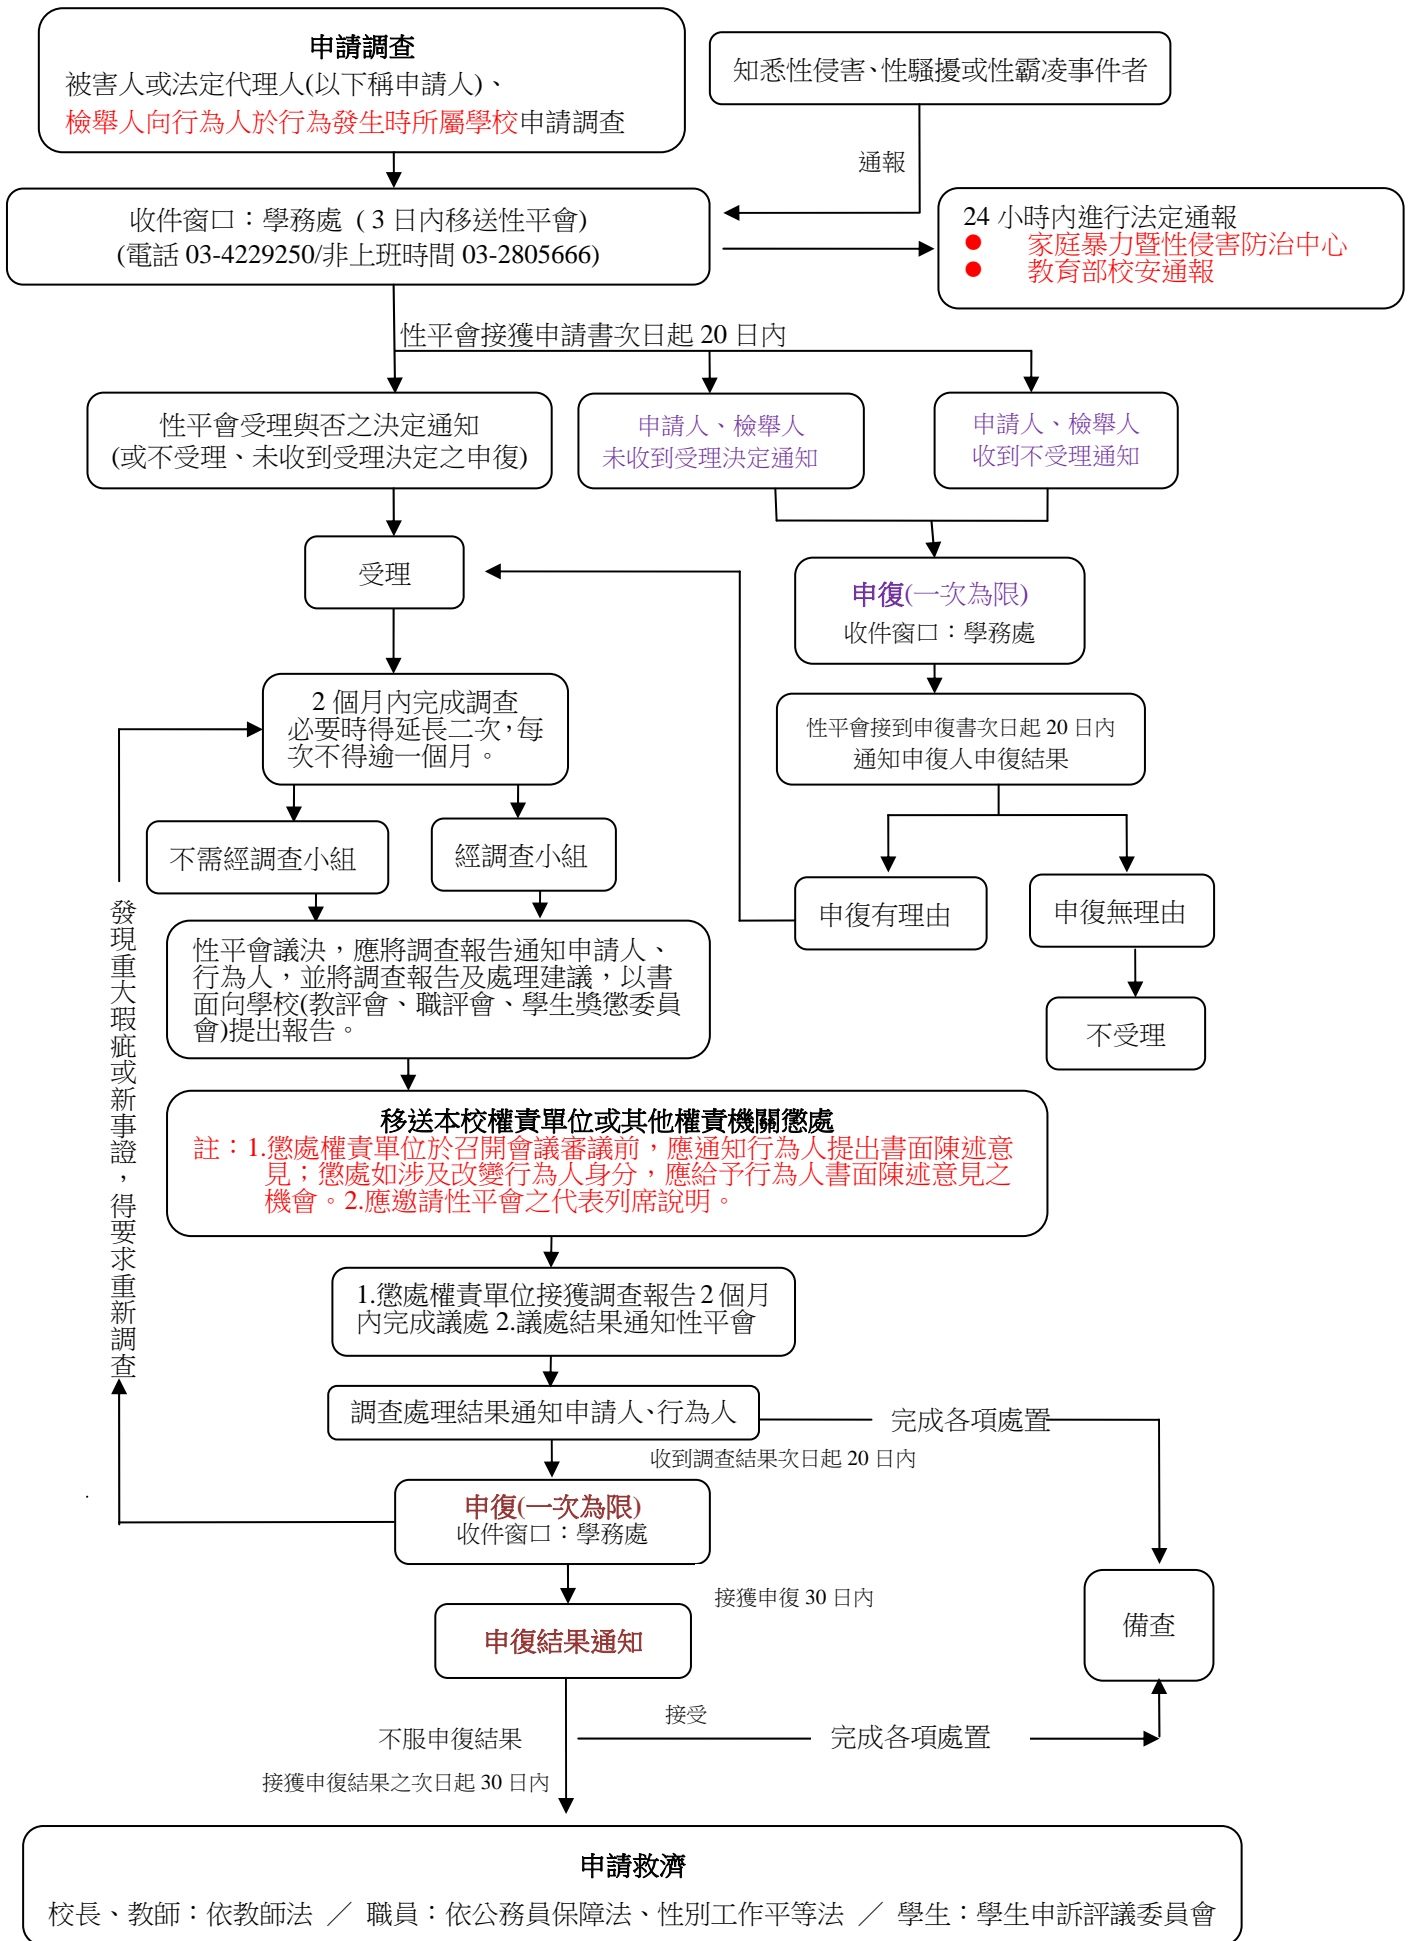 申請調查
被害人或法定代理人(以下稱申請人)、
檢舉人向行為人於行為發生時所屬學校申請調查
知悉性侵害、性騷擾或性霸凌事件者
通報
收件窗口：學務處 ( 3 日內移送性平會)
(電話 03-4229250/非上班時間 03-2805666)
24 小時內進行法定通報
● 家庭暴力暨性侵害防治中心
● 教育部校安通報
性平會接獲申請書次日起 20 日內
性平會受理與否之決定通知
(或不受理、未收到受理決定之申復)
申請人、檢舉人
未收到受理決定通知
申請人、檢舉人
收到不受理通知
受理
申復(一次為限)
收件窗口：學務處
2 個月內完成調查
必要時得延長二次，每
次不得逾一個月。
性平會接到申復書次日起 20 日內
通知申復人申復結果
不需經調查小組
經調查小組
申復有理由
申復無理由
不受理
發現重大瑕疵或新事證，得要求重新調查
性平會議決，應將調查報告通知申請人、
行為人，並將調查報告及處理建議，以書
面向學校(教評會、職評會、學生獎懲委員
會)提出報告。
移送本校權責單位或其他權責機關懲處
註：1.懲處權責單位於召開會議審議前，應通知行為人提出書面陳述意
見；懲處如涉及改變行為人身分，應給予行為人書面陳述意見之
機會。2.應邀請性平會之代表列席說明。
1.懲處權責單位接獲調查報告 2 個月
內完成議處 2.議處結果通知性平會
調查處理結果通知申請人、行為人
完成各項處置
收到調查結果次日起 20 日內
申復(一次為限)
收件窗口：學務處
接獲申復 30 日內
申復結果通知
備查
接受
不服申復結果
完成各項處置
接獲申復結果之次日起 30 日內
申請救濟
校長、教師：依教師法 ／ 職員：依公務員保障法、性別工作平等法 ／ 學生：學生申訴評議委員會